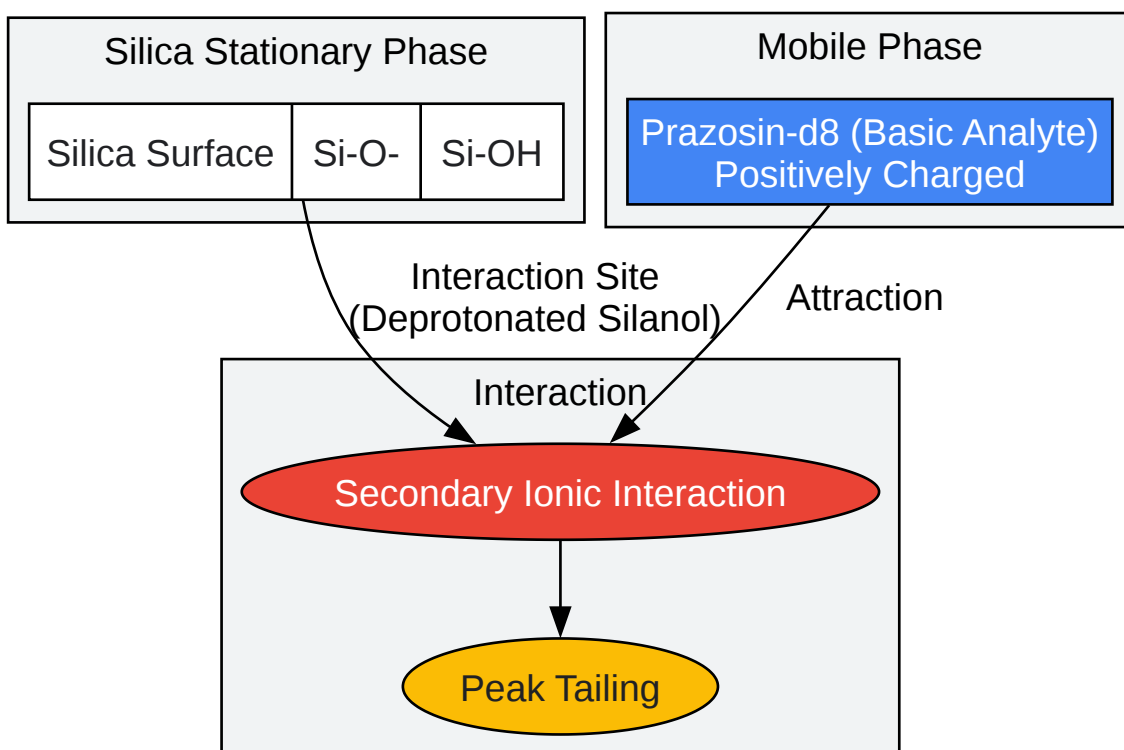 Silica Stationary Phase
Mobile Phase
Silica Surface
Si-O-
Si-OH
Prazosin-d8 (Basic Analyte)
Positively Charged
Interaction Site
(Deprotonated Silanol)
Attraction
Interaction
Secondary Ionic Interaction
Peak Tailing